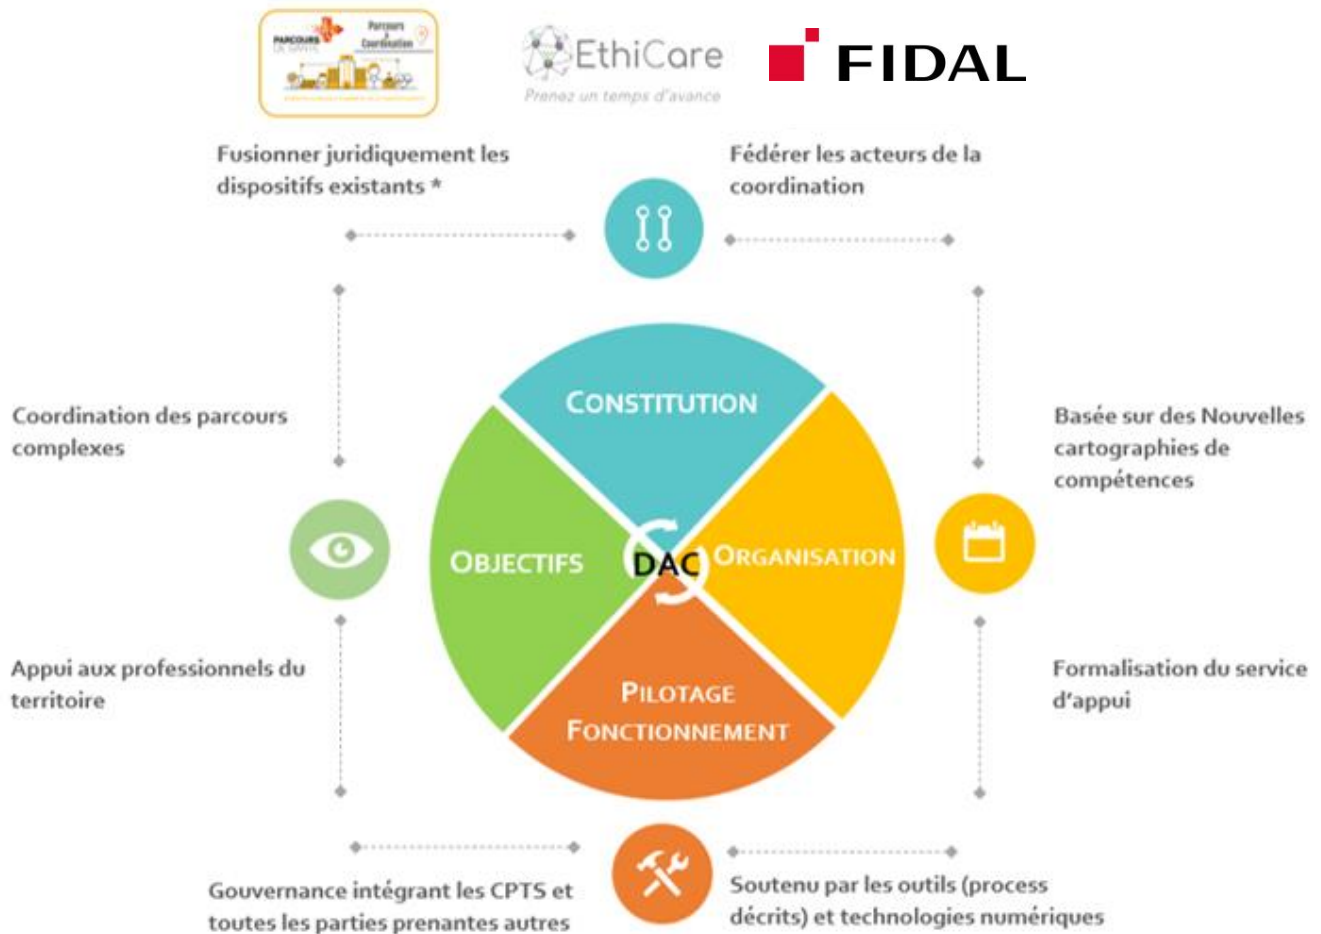 PARCOURS
DE SANTÉ
Parcours
&
Coordination
EthiCare
Prenez un temps d'avance
FIDAL
Fusionner juridiquement les
dispositifs existants *
Fédérer les acteurs de la
coordination
CONSTITUTION
Coordination des parcours
complexes
Basée sur des Nouvelles
cartographies de
compétences
OBJECTIFS
DAC
ORGANISATION
Appui aux professionnels du
territoire
Formalisation du service
d'appui
PILOTAGE
FONCTIONNEMENT
Gouvernance intégrant les CPTS et
toutes les parties prenantes autres
Soutenu par les outils (process
décrits) et technologies numériques